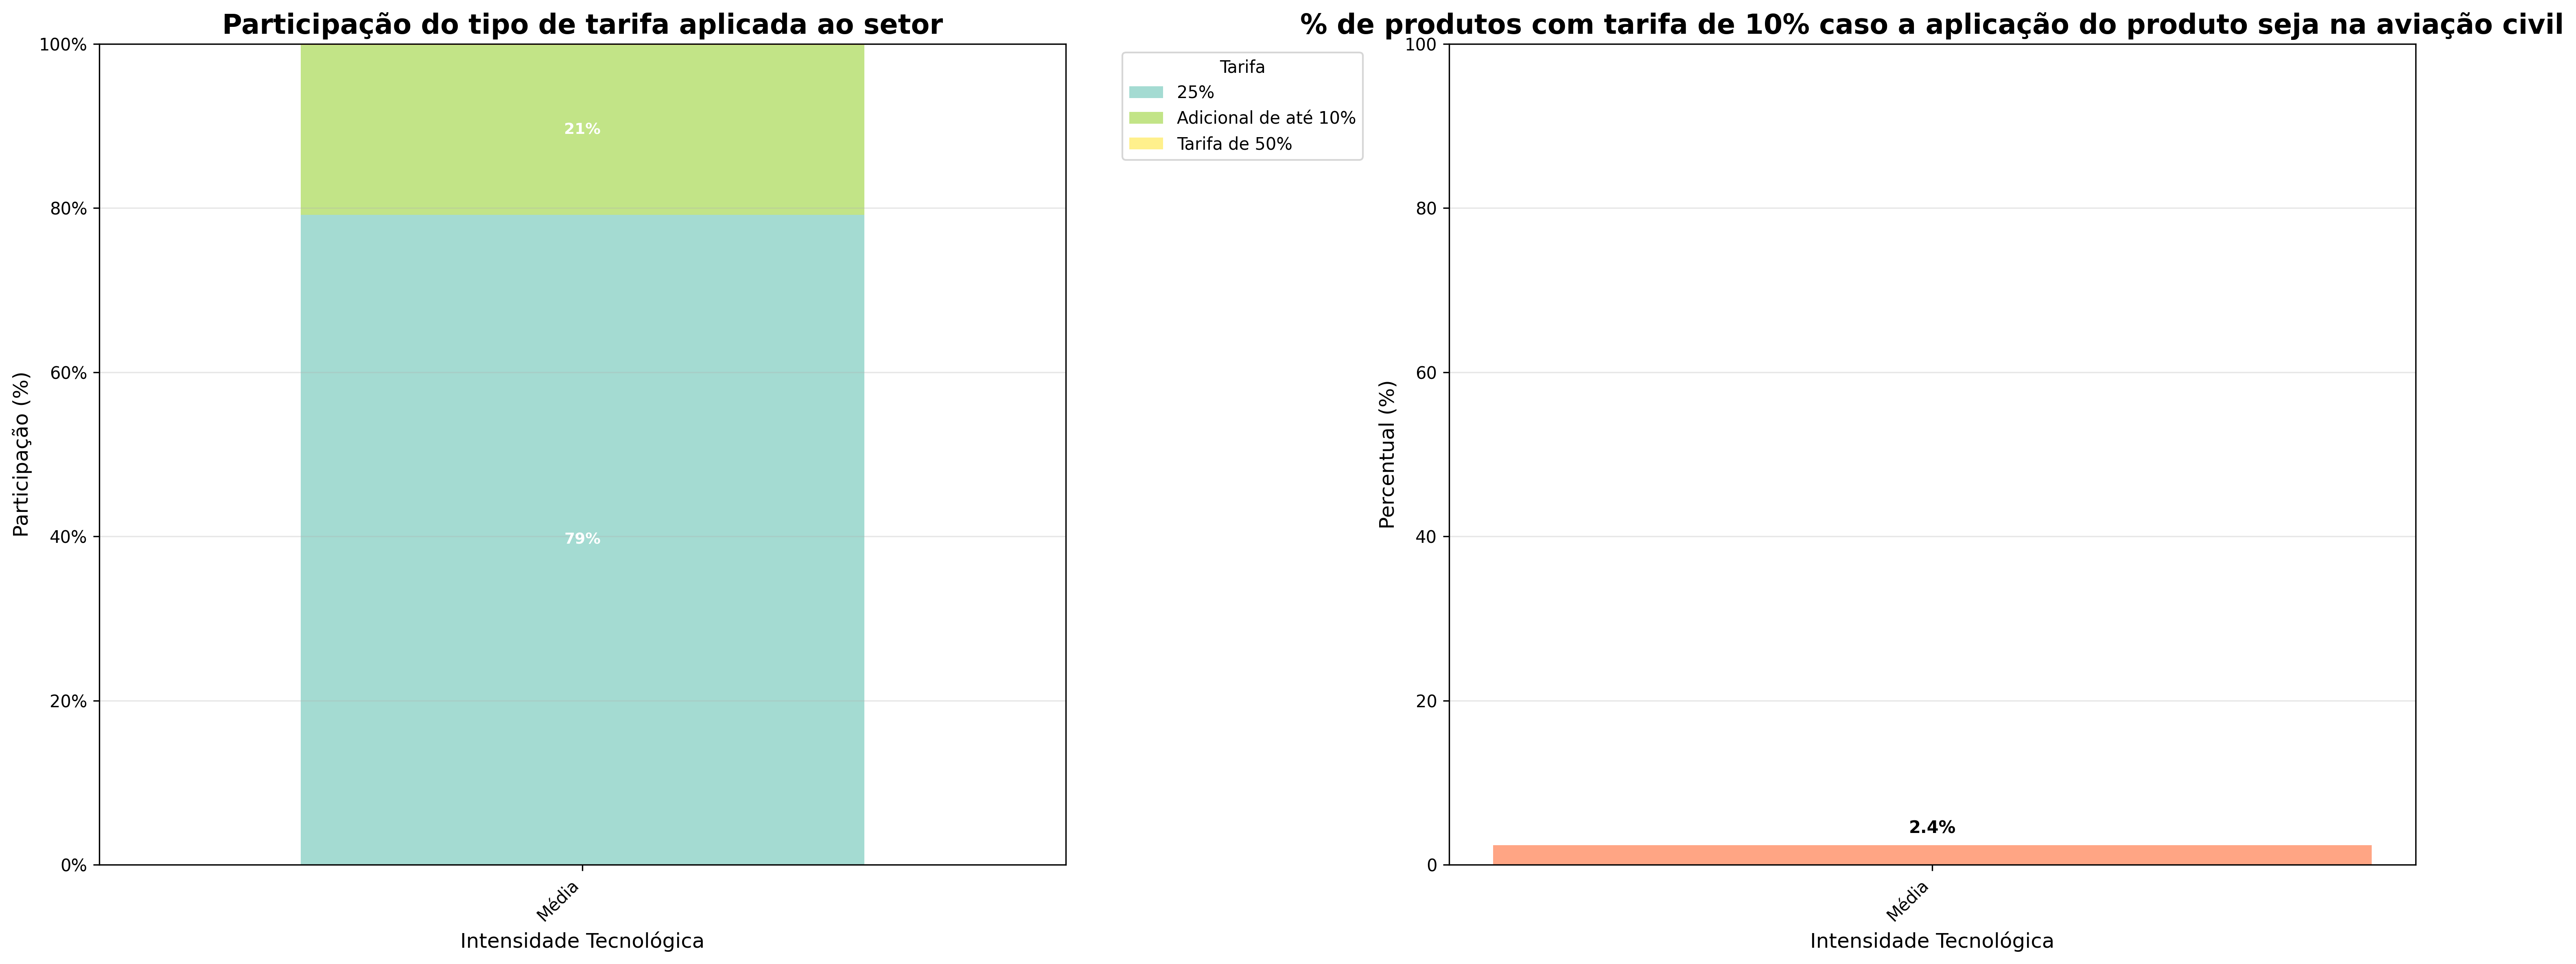 Participação do tipo de tarifa aplicada ao setor
100%
80%
60%
40%
20%
0%
Participação (%)
21%
79%
Média
Intensidade Tecnológica
Tarifa
25%
Adicional de até 10%
Tarifa de 50%
% de produtos com tarifa de 10% caso a aplicação do produto seja na aviação civil
100
80
60
40
20
0
Percentual (%)
2.4%
Média
Intensidade Tecnológica